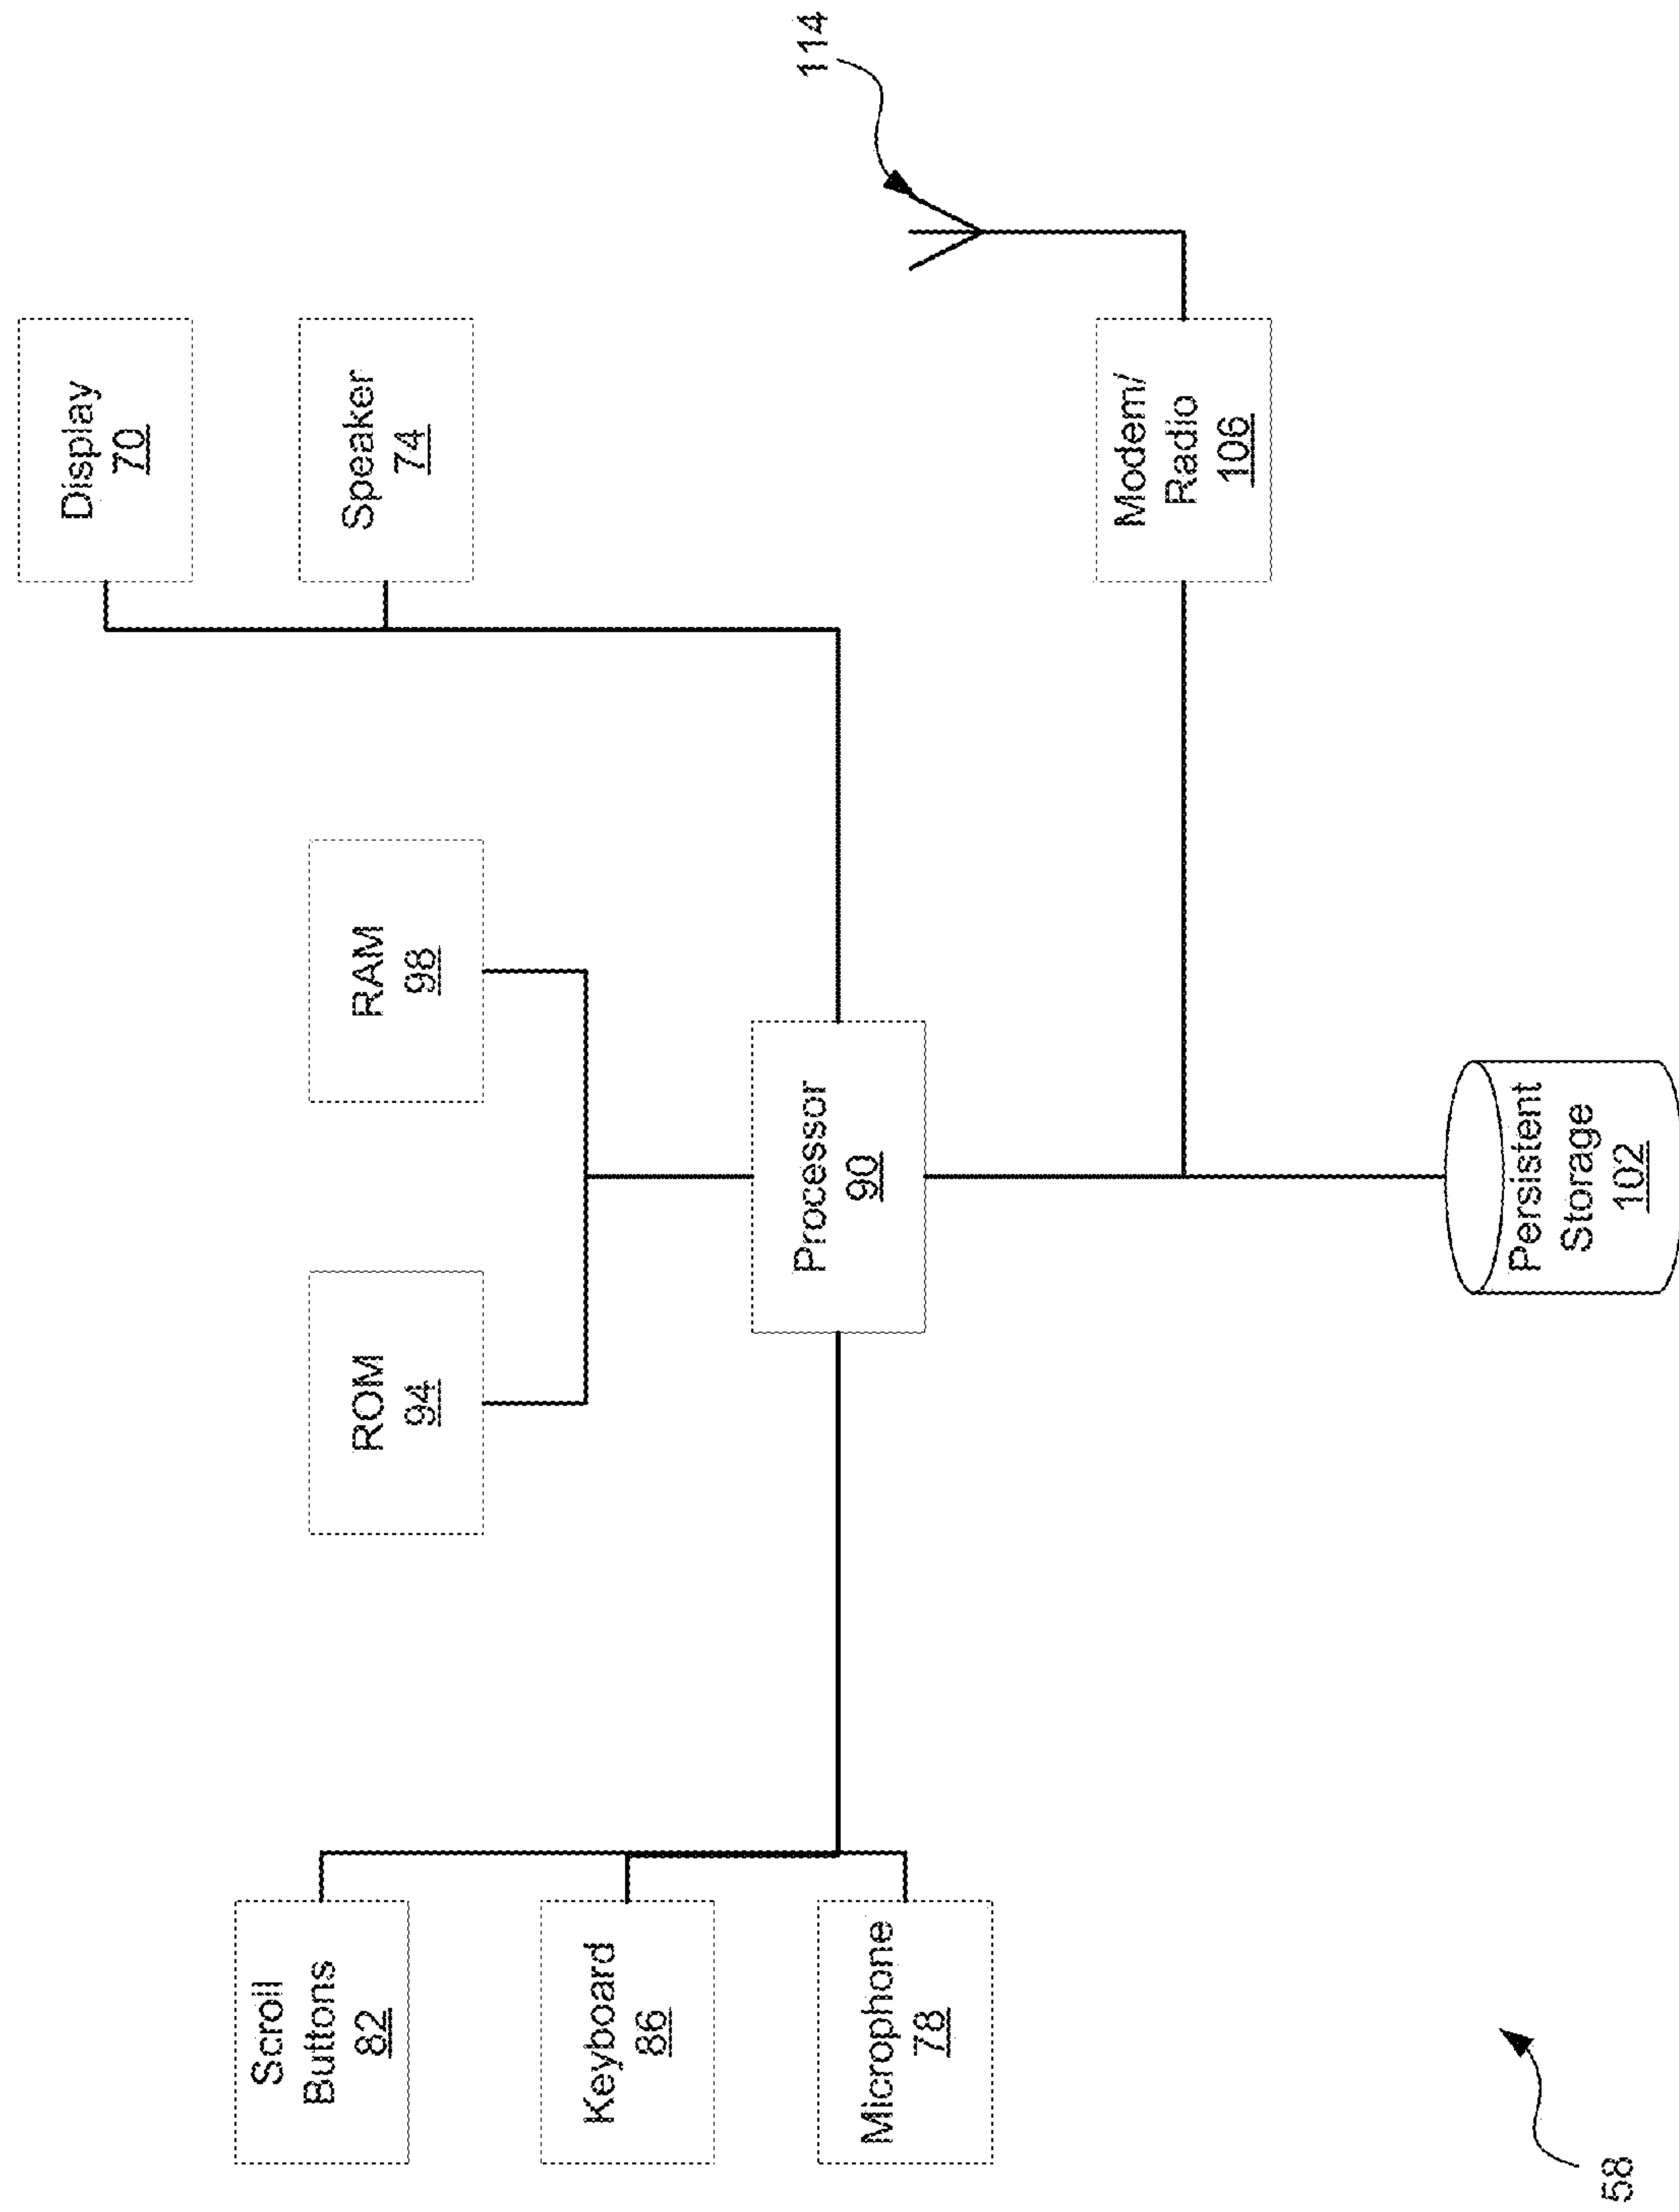 Scroll
Buttons
82
Keyboard
86
Microphone
78
ROM
94
RAM
98
Processor
90
Display
70
Speaker
74
Modem/
Radio
106
114
Persistent
Storage
102
58